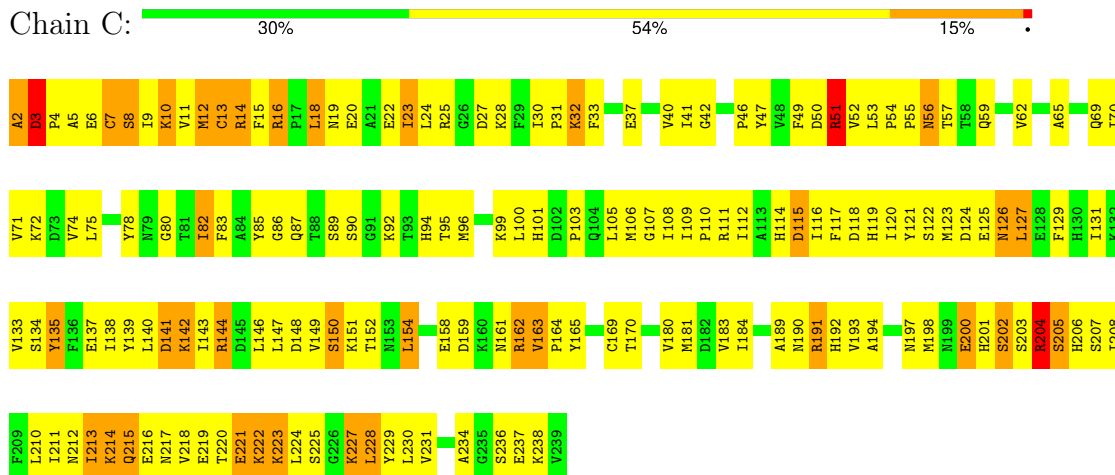 Chain C:
30% 54% 15% •
A2 D3 P4 A5 E6 C7 S8 I9 K10 V11 M12 C13 R14 F15 R16 P17 L18 N19 E20 A21 E22 I23 L24 R25 G26 D27 K28 F29 I30 P31 K32 F33 E37 V40 I41 G42 P46 Y47 V48 F49 D50 R51 V52 L53 P54 P55 N56 T57 T58 Q59 V62 A65 Q69 I70
V71 K72 D73 V74 L75 Y78 N79 G80 T81 I82 F83 A84 Y85 G86 Q87 T88 S89 S90 G91 K92 T93 H94 T95 M96 K99 L100 H101 D102 P103 Q104 L105 M106 G107 I108 I109 P110 R111 I112 A113 H114 D115 I116 F117 D118 H119 I120 Y121 S122 M123 D124 E125 N126 L127 E128 F129 H130 I131 K132
V133 S134 Y135 F136 E137 I138 Y139 L140 D141 K142 I143 R144 D145 L146 L147 D148 V149 S150 K151 T152 N153 L154 E158 D159 K160 N161 R162 V163 P164 Y165 C169 T170 V180 M181 D182 V183 I184 A189 N190 R191 H192 V193 A194 N197 M198 N199 E200 H201 S202 S203 R204 S205 H206 S207 I208
F209 L210 I211 N212 I213 K214 Q215 E216 N217 V218 E219 T220 E221 K222 K223 L224 S225 G226 K227 L228 Y229 L230 V231 A234 G235 S236 E237 K238 V239